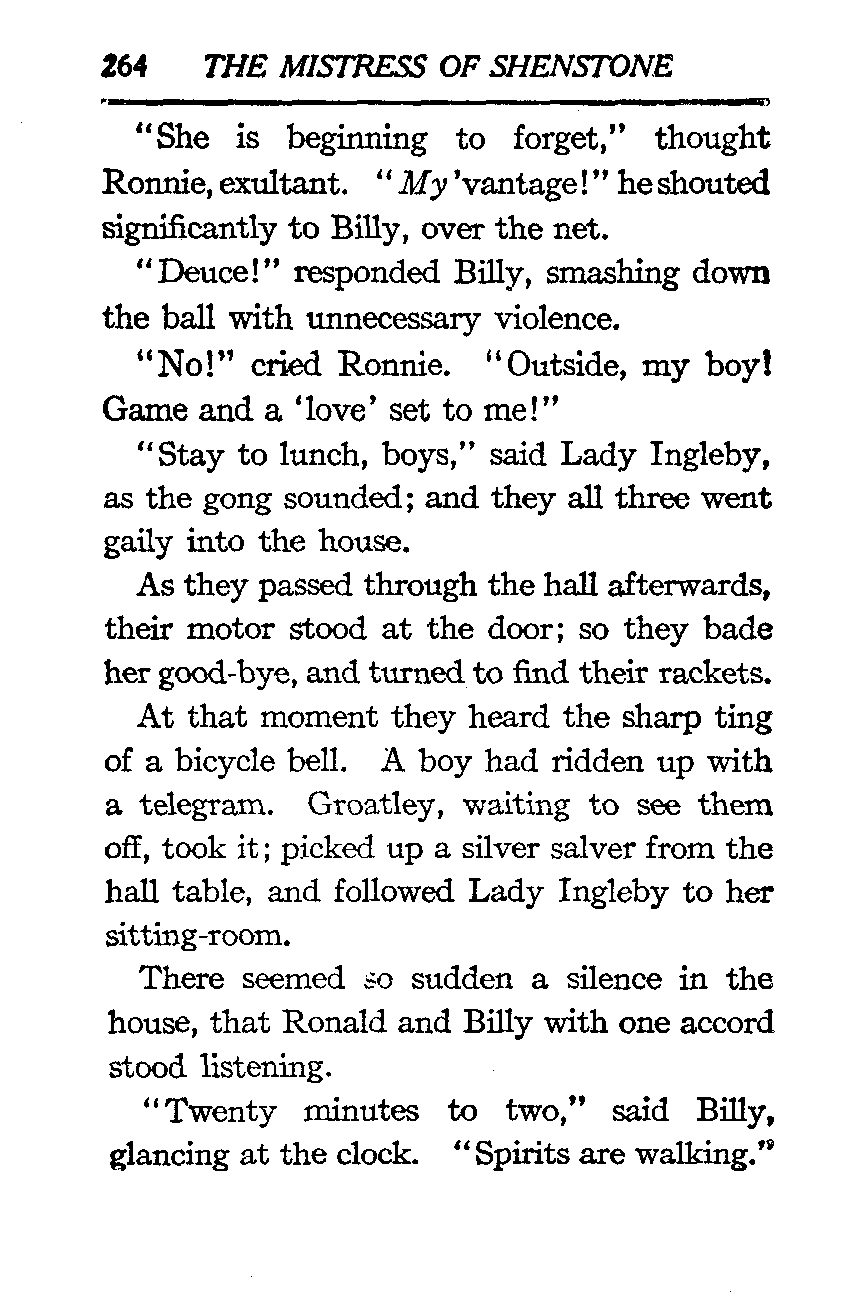 264 THE MISTRESS OF SHENSTONE
“She is beginning to forget,” thought
Ronnie, exultant. “My 'vantage!” he shouted
significantly to Billy, over the net.
“Deuce!” responded Billy, smashing down
the ball with unnecessary violence.
“No!” cried Ronnie. “Outside, my boy!
Game and a ‘love’ set to me!”
“Stay to lunch, boys,” said Lady Ingleby,
as the gong sounded; and they all three went
gaily into the house.
As they passed through the hall afterwards,
their motor stood at the door; so they bade
her good-bye, and turned to find their rackets.
At that moment they heard the sharp ting
of a bicycle bell. A boy had ridden up with
a telegram. Groatley, waiting to see them
off, took it; picked up a silver salver from the
hall table, and followed Lady Ingleby to her
sitting-room.
There seemed so sudden a silence in the
house, that Ronald and Billy with one accord
stood listening.
“Twenty minutes to two,” said Billy,
glancing at the clock. “Spirits are walking.”